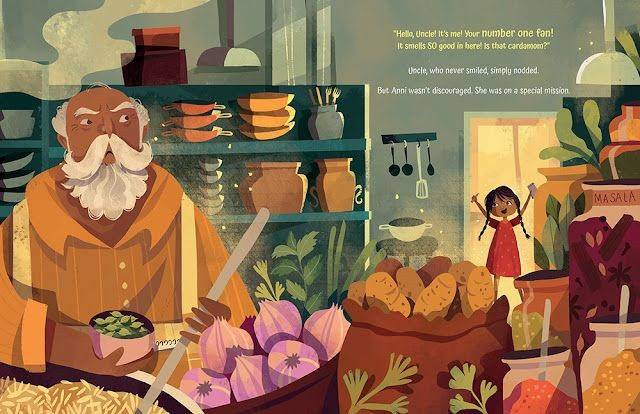 "Hello, Uncle! It's me! Your number one fan!
It smells SO good in here! Is that cardamom?"
Uncle, who never smiled, simply nodded.
But Anni wasn't discouraged. She was on a special mission.
MASALA